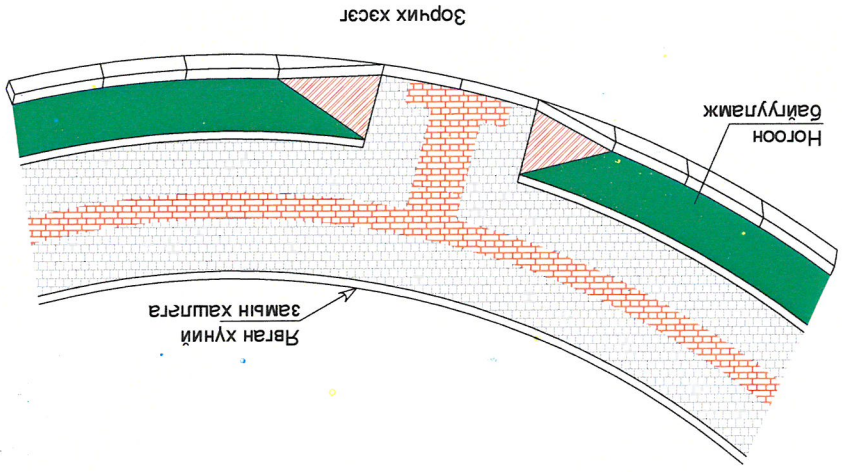 Явган хүний
замын хашлага
Ногоон
байгууламж
Зорчих хэсэг